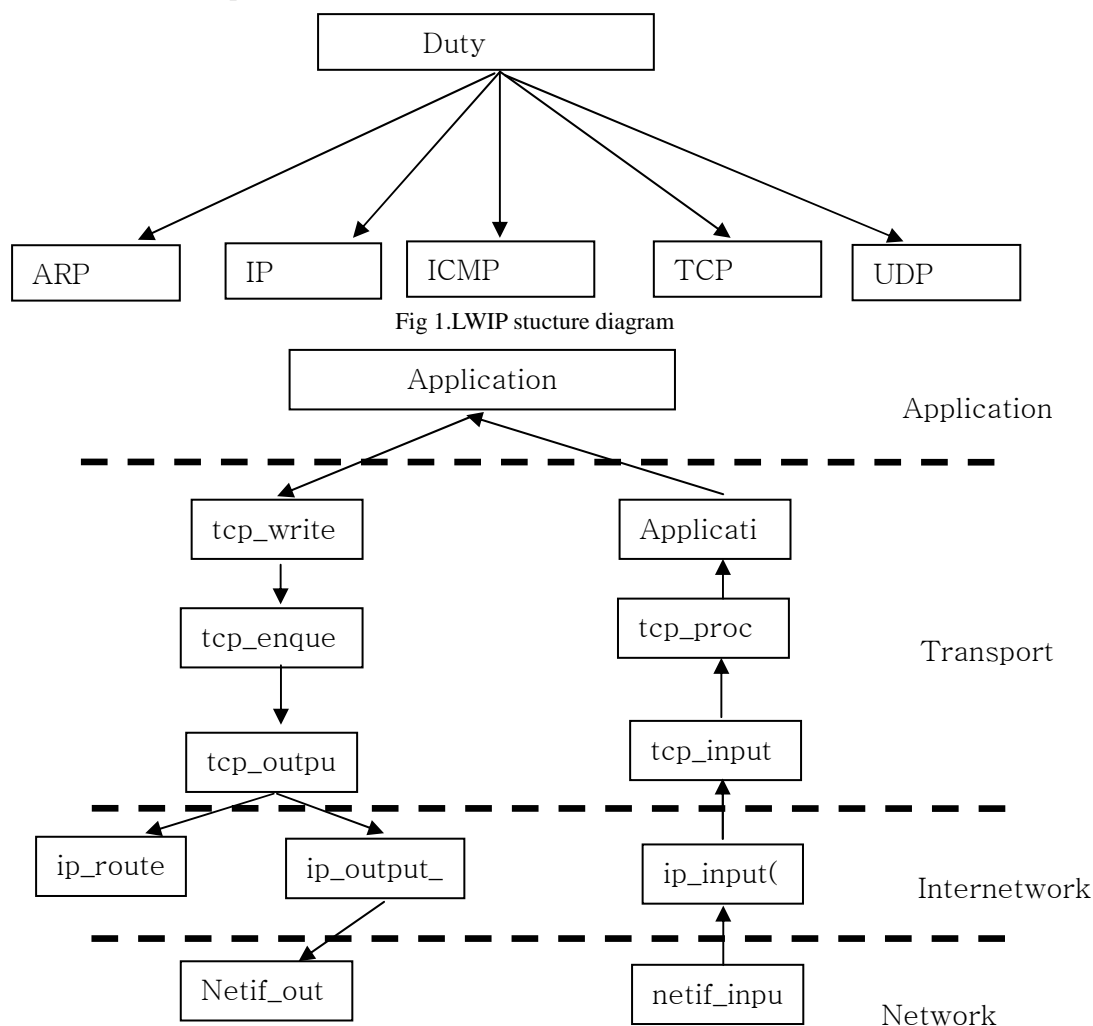 Duty
ARP
IP
ICMP
TCP
UDP
Fig 1.LWIP stucture diagram
Application
Application
tcp_write
Applicati
tcp_enque
tcp_proc
Transport
tcp_outpu
tcp_input
ip_route
ip_output_
ip_input(
Internetwork
Netif_out
netif_inpu
Network